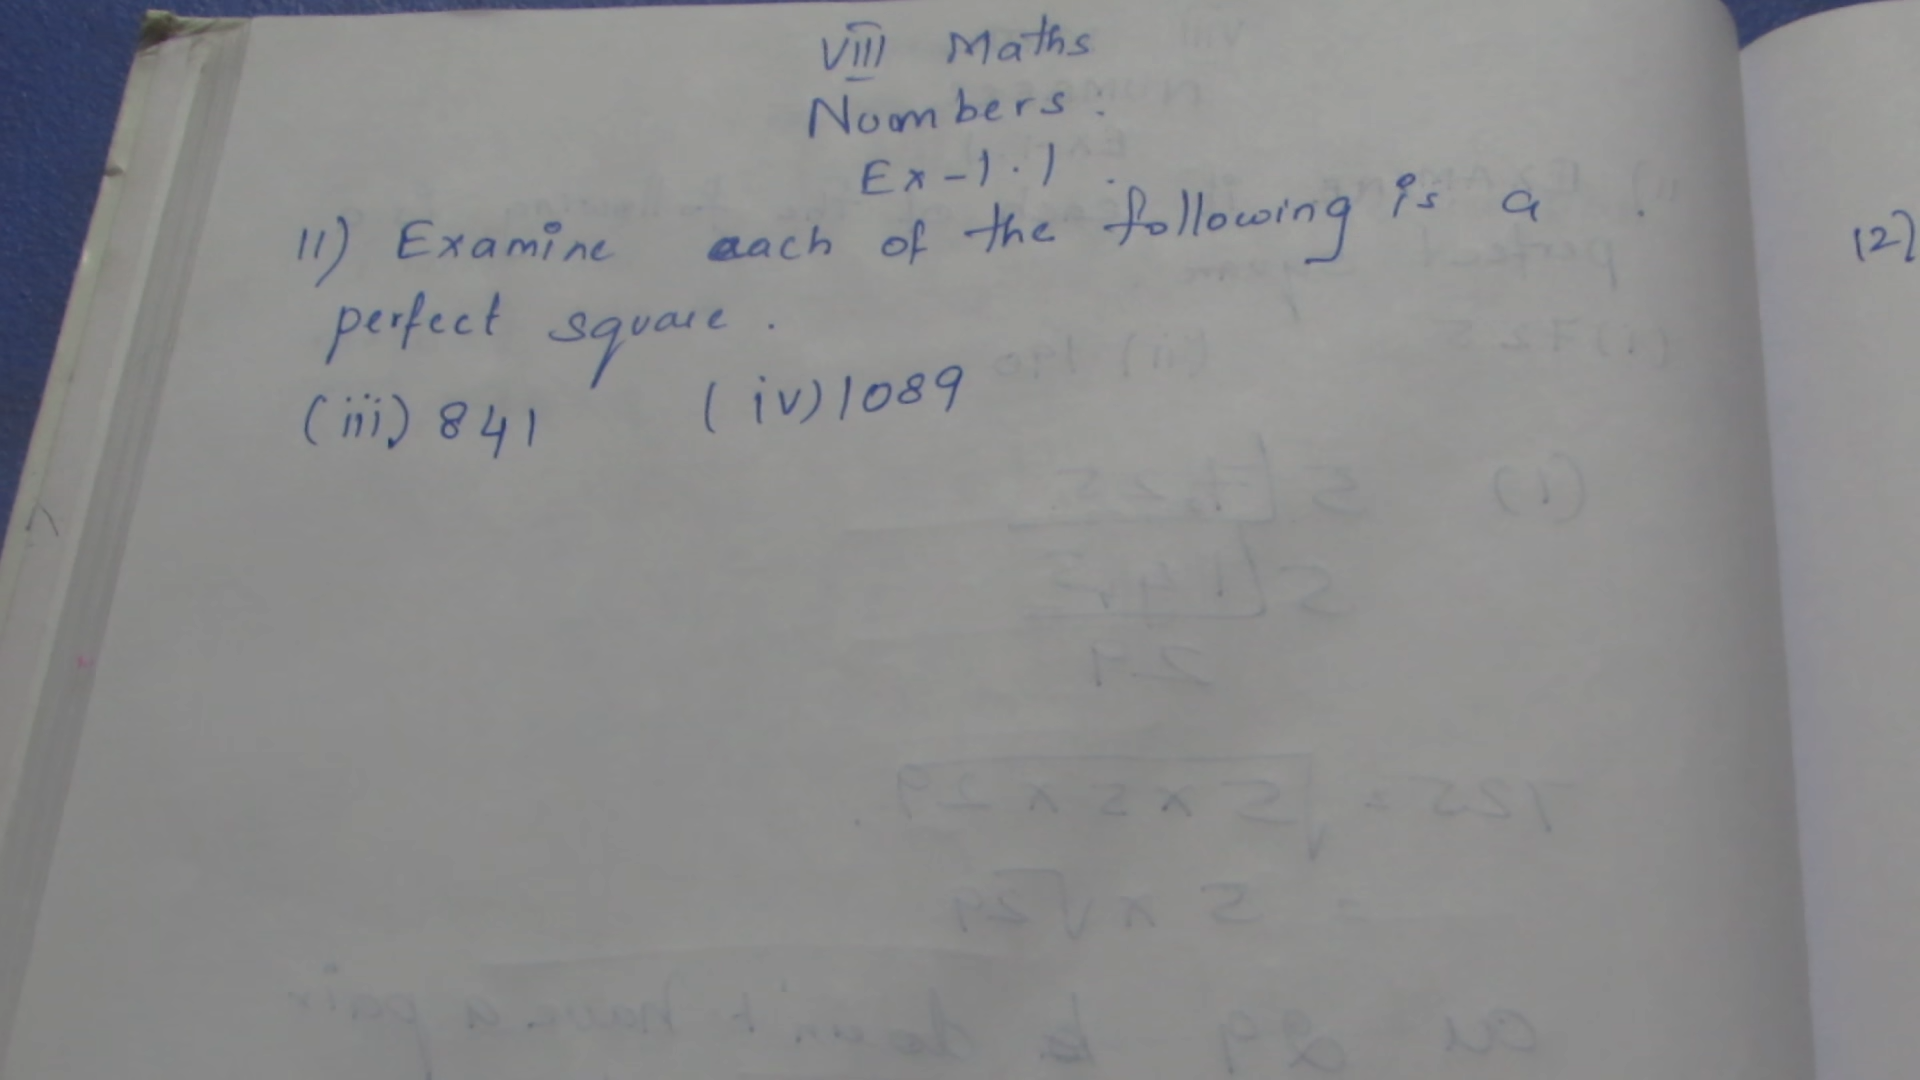 VIII Maths
Numbers:
Ex-1.1.
11) Examine each of the following is a
perfect square.
(iii) 841 (iv) 1089
12)